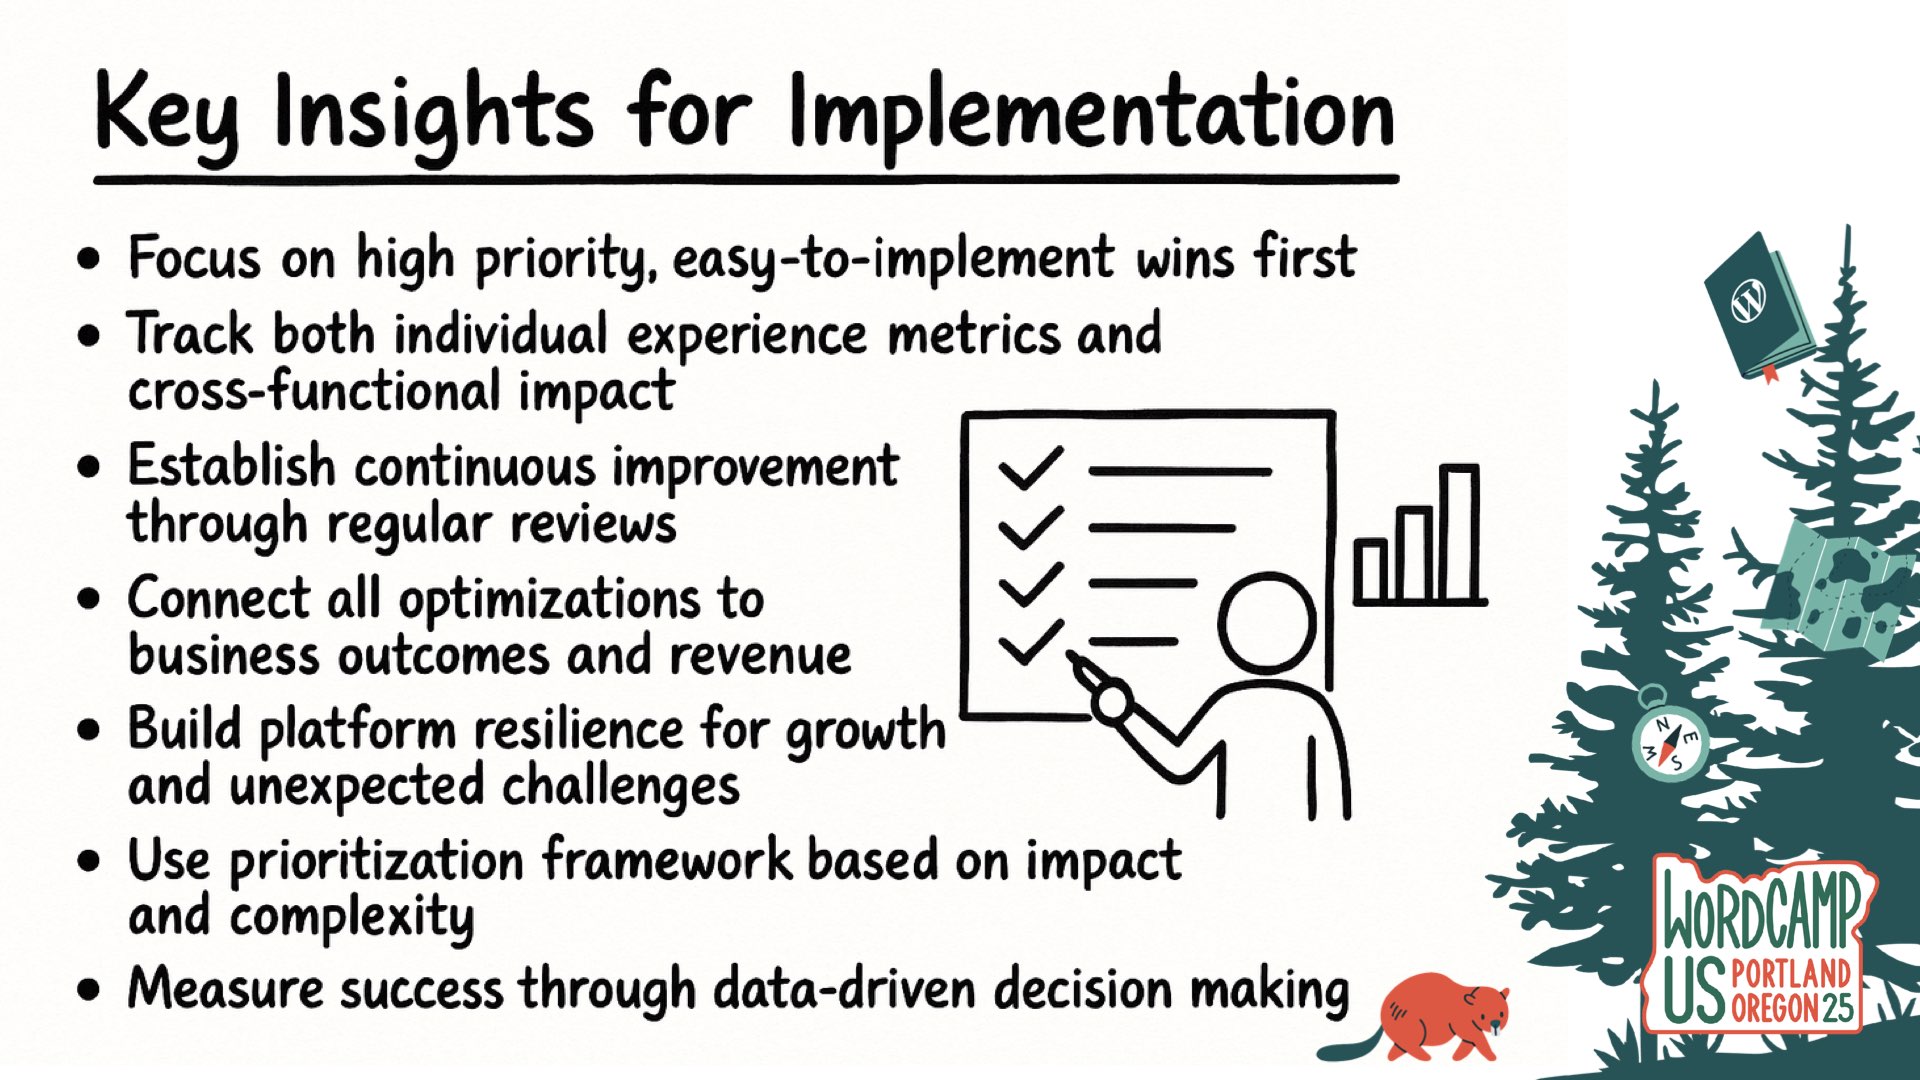 Key Insights for Implementation
• Focus on high priority, easy-to-implement wins first
• Track both individual experience metrics and
cross-functional impact
• Establish continuous improvement
through regular reviews
• Connect all optimizations to
business outcomes and revenue
• Build platform resilience for growth
and unexpected challenges
• Use prioritization framework based on impact
and complexity
• Measure success through data-driven decision making
W
N
E
S
W
WORDCAMP
US PORTLAND
OREGON 25